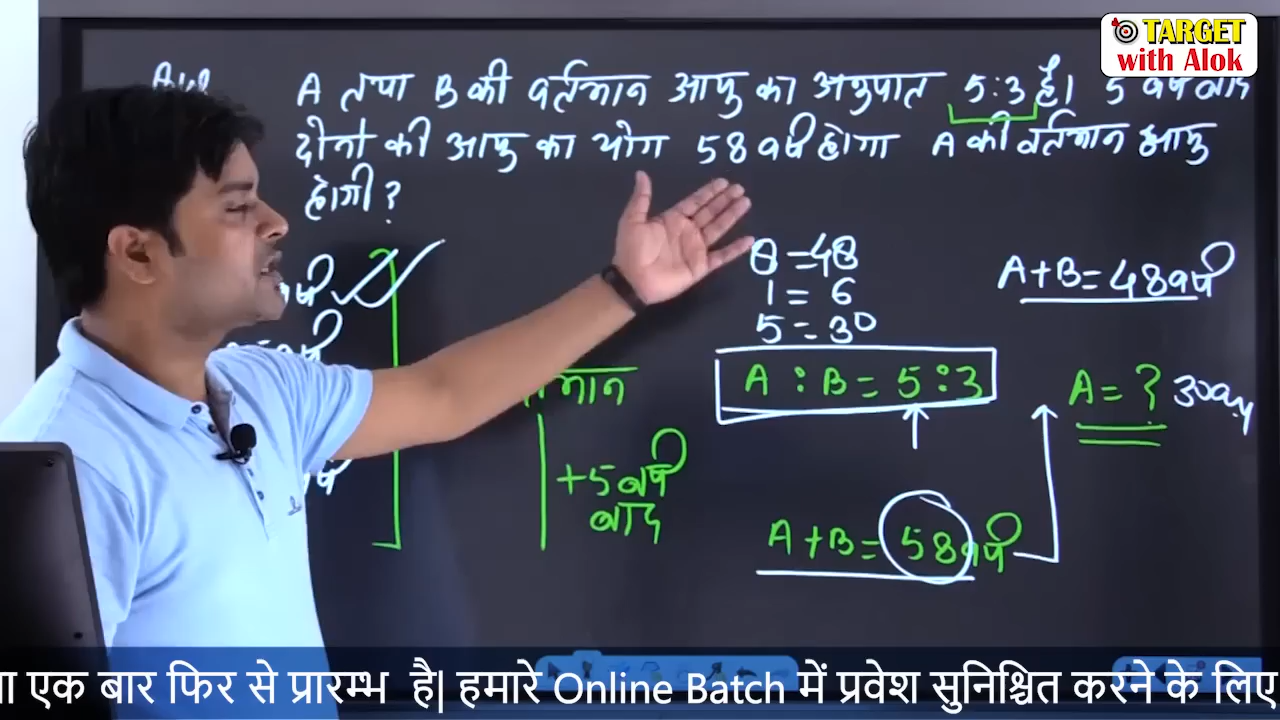 TARGET
with Alok
A तथा B की वर्तमान आयु का अनुपात 5:3 है। 5 वर्ष बाद
दोनों की आयु का योग 58 वर्ष होगा A की वर्तमान आयु
होगी?
8 = 48
1 = 6
5 = 30
A+B = 48 वर्ष
A : B = 5 : 3
A = ?
+5 वर्ष
बाद
A+B = 58 वर्ष
एक बार फिर से प्रारम्भ है| हमारे Online Batch में प्रवेश सुनिश्चित करने के लिए